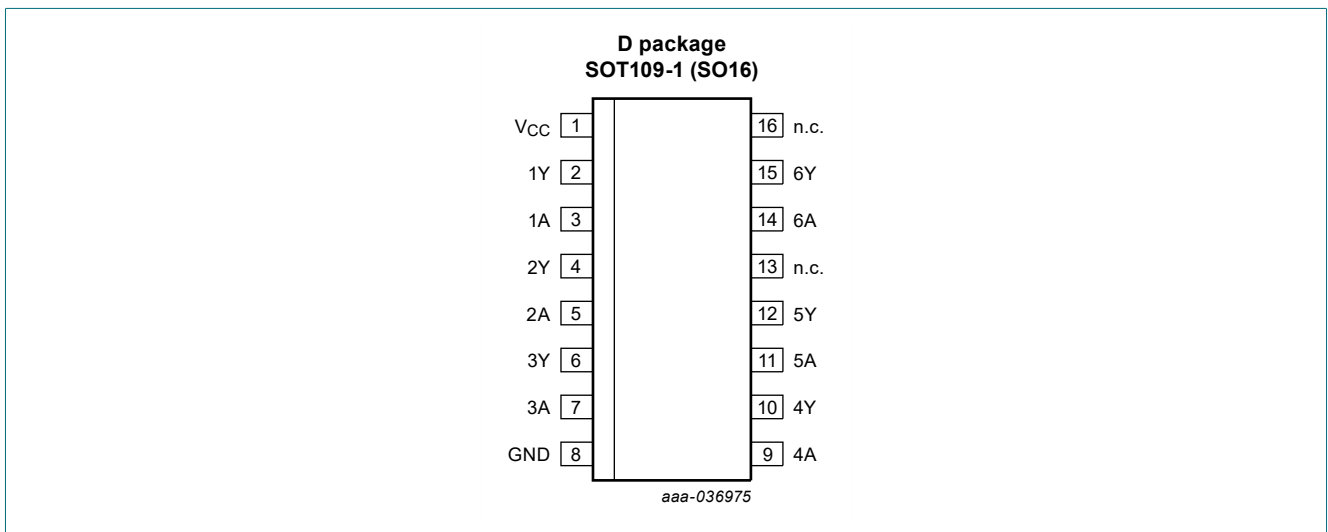 D package
SOT109-1 (SO16)
VCC 1 16 n.c.
1Y 2 15 6Y
1A 3 14 6A
2Y 4 13 n.c.
2A 5 12 5Y
3Y 6 11 5A
3A 7 10 4Y
GND 8 9 4A
aaa-036975